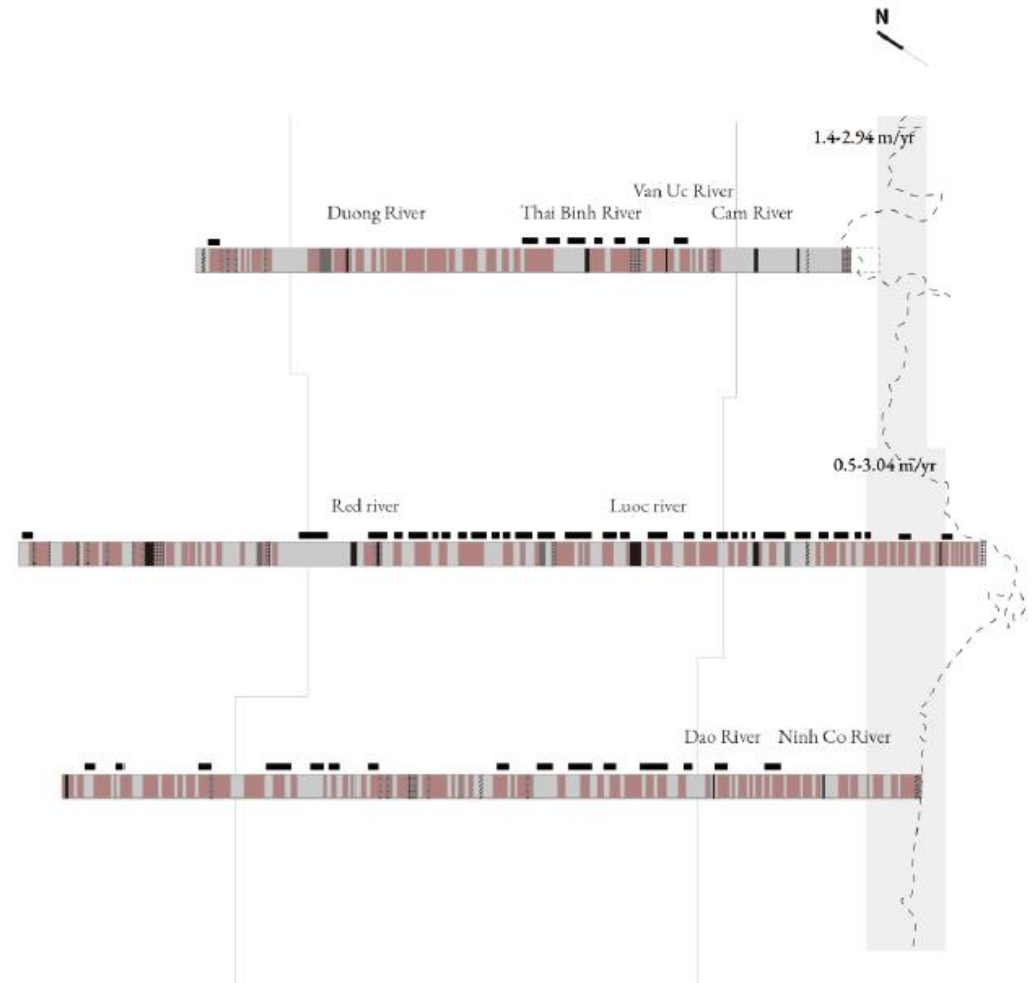 N
1.4-2.94 m/yr
Van Uc River
Duong River
Thai Binh River
Cam River
0.5-3.04 m/yr
Red river
Luoc river
Dao River
Ninh Co River